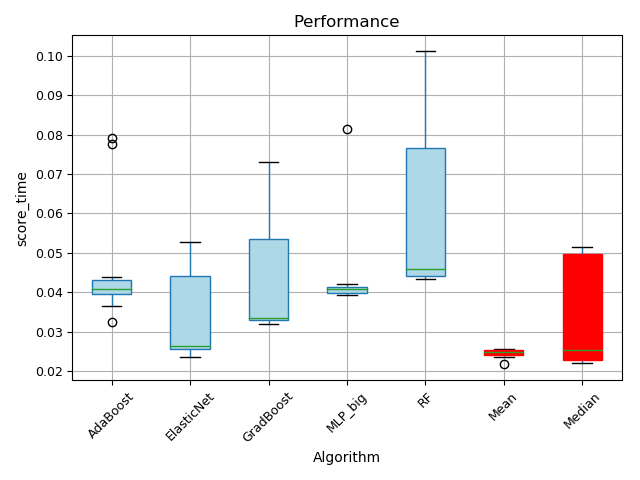 Performance
score_time
0.10
0.09
0.08
0.07
0.06
0.05
0.04
0.03
0.02
AdaBoost
ElasticNet
GradBoost
MLP_big
RF
Mean
Median
Algorithm